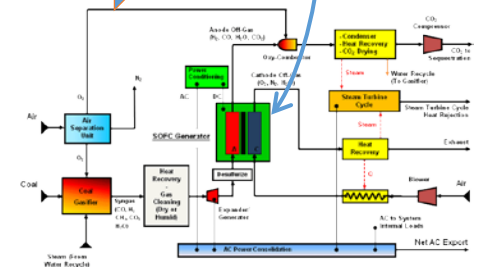 Anode Off-Gas
(H₂, CO, H₂O, CO₂)
Oxy-Combustor
-Condenser
-Heat Recovery
-CO₂ Drying
CO₂
Compressor
CO₂ to
Sequestration
Steam
Water Recycle
(To Gasifier)
Power
Conditioning
AC
DC
Cathode Off-Gas
(O₂, N₂, H₂O)
Steam Turbine
Cycle
Steam Turbine Cycle
Heat Rejection
Steam
N₂
O₂
Air
Air
Separation
Unit
SOFC Generator
A
C
Heat
Recovery
Exhaust
O₂
Desulfurize
Q
Blower
Air
Coal
Coal
Gasifier
Syngas
(CO, H₂
CH₄, CO₂
H₂O)
Heat
Recovery
-
Gas
Cleaning
(Dry or
Humid)
Expander/
Generator
AC to System
Internal Loads
AC Power Consolidation
Net AC Export
Steam (from
Water Recycle)